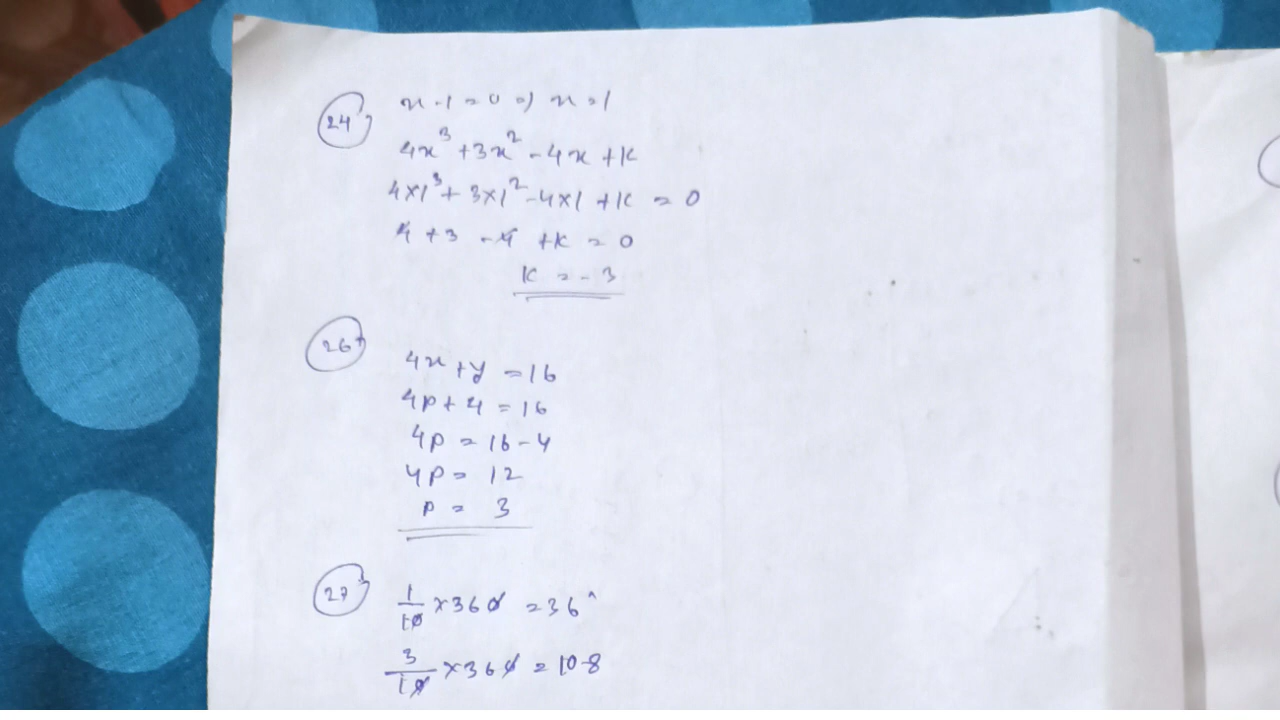 24) x-1=0 => x=1
4x³+3x²-4x+k
4×1³+3×1²-4×1+k=0
4+3-4+k=0
k=-3
26) 4x+y=16
4p+4=16
4p=16-4
4p=12
p=3
27) 1/10×360=36°
3/10×360=108